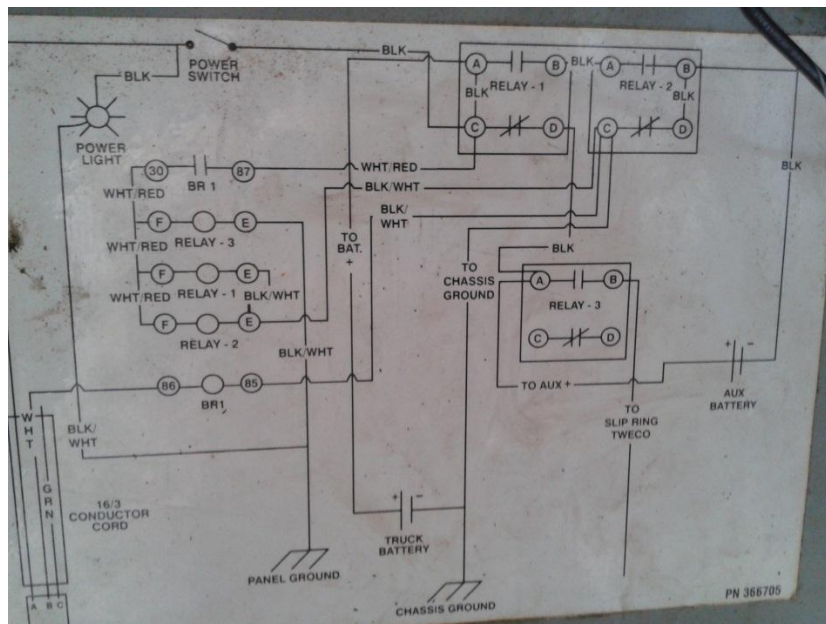 BLK
POWER
SWITCH
BLK
POWER
LIGHT
A
B
BLK
A
B
RELAY - 1
RELAY - 2
BLK
BLK
C
D
C
D
BLK
30
BR 1
87
WHT/RED
WHT/RED
BLK/WHT
F
E
RELAY - 3
BLK/
WHT
WHT/RED
TO
BAT.
+
BLK
TO
CHASSIS
GROUND
F
E
RELAY - 1
WHT/RED
BLK/WHT
A
B
RELAY - 3
F
E
RELAY - 2
C
D
BLK/WHT
+ -
86
BR1
85
TO AUX +
AUX
BATTERY
WHT
BLK/
WHT
TO
SLIP RING
TWECO
GRN
16/3
CONDUCTOR
CORD
+ -
TRUCK
BATTERY
PANEL GROUND
CHASSIS GROUND
A B C
PN 366705